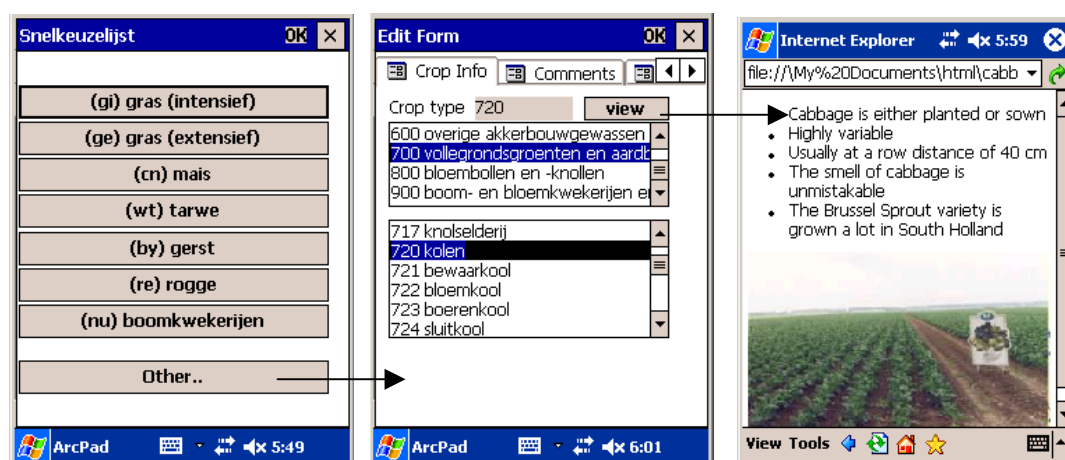 Snelkeuzelijst OK
(gi) gras (intensief)
(ge) gras (extensief)
(cn) mais
(wt) tarwe
(by) gerst
(re) rogge
(nu) boomkwekerijen
Other..
ArcPad 5:49
Edit Form OK
Crop Info Comments
Crop type 720 view
600 overige akkerbouwgewassen
700 vollegrondsgroenten en aardb
800 bloembollen en -knollen
900 boom- en bloemkwekerijen en
717 knolselderij
720 kolen
721 bewaarkool
722 bloemkool
723 boerenkool
724 sluitkool
ArcPad 6:01
Internet Explorer 5:59
file://\My%20Documents\html\cabb
Cabbage is either planted or sown
• Highly variable
• Usually at a row distance of 40 cm
• The smell of cabbage is
unmistakable
• The Brussel Sprout variety is
grown a lot in South Holland
View Tools